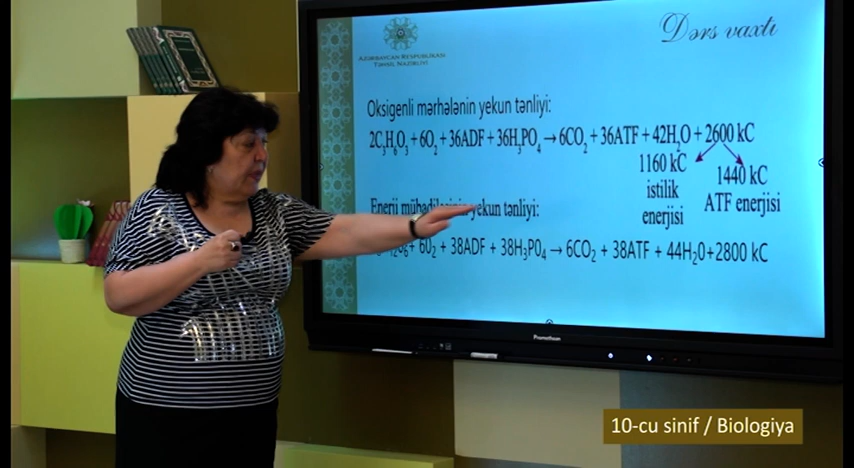 Dərs vaxtı
AZƏRBAYCAN RESPUBLİKASI
TƏHSİL NAZİRLİYİ
Oksigenli mərhələnin yekun tənliyi:
2C₃H₆O₃ + 6O₂ + 36ADF + 36H₃PO₄ → 6CO₂ + 36ATF + 42H₂O + 2600 kC
1160 kC
istilik
enerjisi
1440 kC
ATF enerjisi
Enerji mübadiləsinin yekun tənliyi:
+ 6O₂ + 38ADF + 38H₃PO₄ → 6CO₂ + 38ATF + 44H₂O+2800 kC
Promethean
10-cu sinif / Biologiya